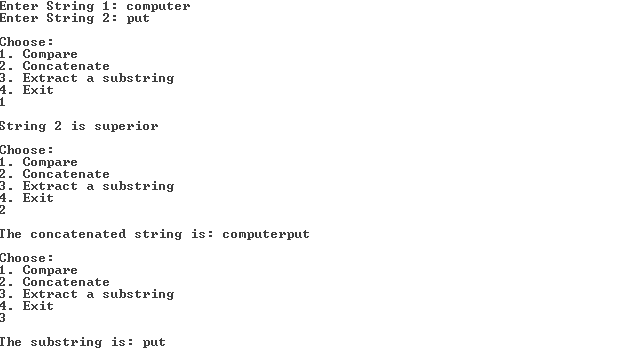 Enter String 1: computer
Enter String 2: put
Choose:
1. Compare
2. Concatenate
3. Extract a substring
4. Exit
1
String 2 is superior
Choose:
1. Compare
2. Concatenate
3. Extract a substring
4. Exit
2
The concatenated string is: computerput
Choose:
1. Compare
2. Concatenate
3. Extract a substring
4. Exit
3
The substring is: put